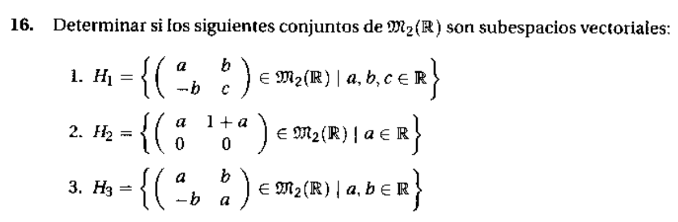 16. Determinar si los siguientes conjuntos de 𝔐₂(ℝ) son subespacios vectoriales:
1. H₁ = {( a b ; −b c ) ∈ 𝔐₂(ℝ) | a, b, c ∈ ℝ}
2. H₂ = {( a 1 + a ; 0 0 ) ∈ 𝔐₂(ℝ) | a ∈ ℝ}
3. H₃ = {( a b ; −b a ) ∈ 𝔐₂(ℝ) | a, b ∈ ℝ}